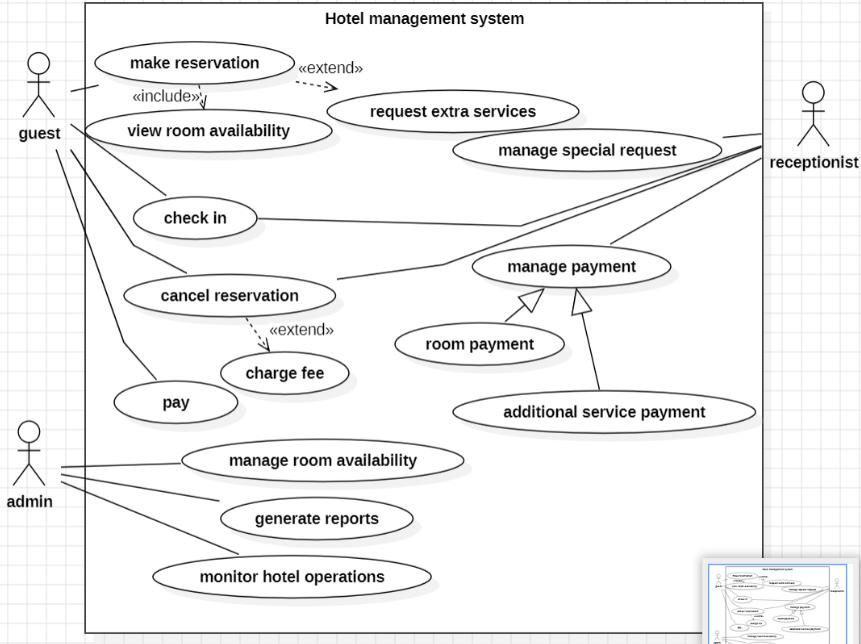 Hotel management system
make reservation
«extend»
«include»
request extra services
guest
view room availability
manage special request
receptionist
check in
manage payment
cancel reservation
«extend»
room payment
charge fee
pay
additional service payment
manage room availability
admin
generate reports
monitor hotel operations